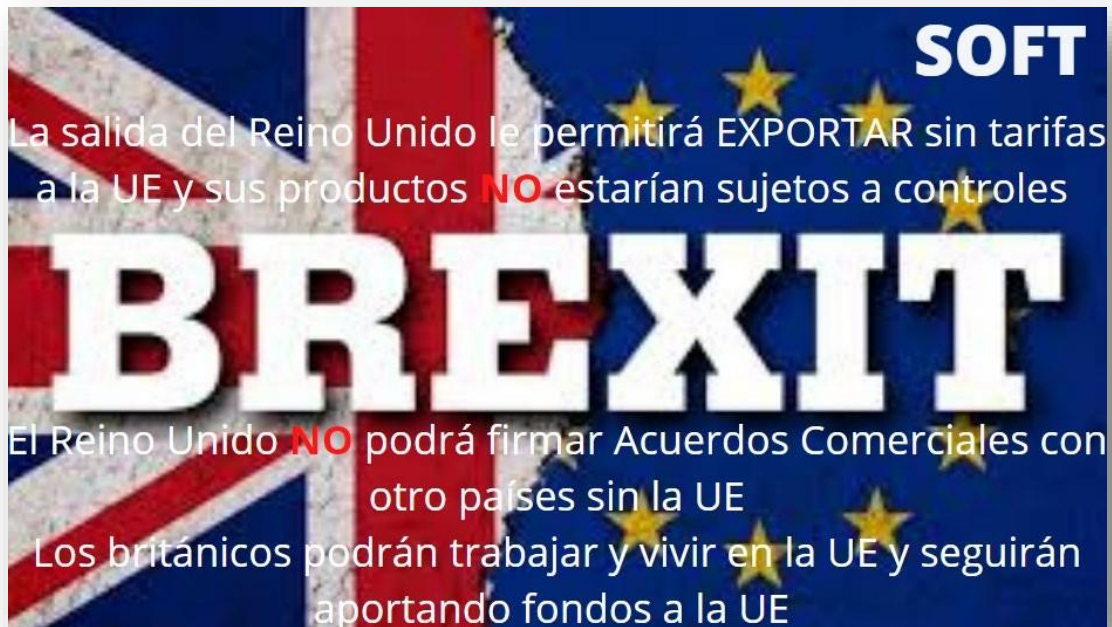 SOFT
La salida del Reino Unido le permitirá EXPORTAR sin tarifas
a la UE y sus productos NO estarían sujetos a controles
BREXIT
El Reino Unido NO podrá firmar Acuerdos Comerciales con
otro países sin la UE
Los británicos podrán trabajar y vivir en la UE y seguirán
aportando fondos a la UE